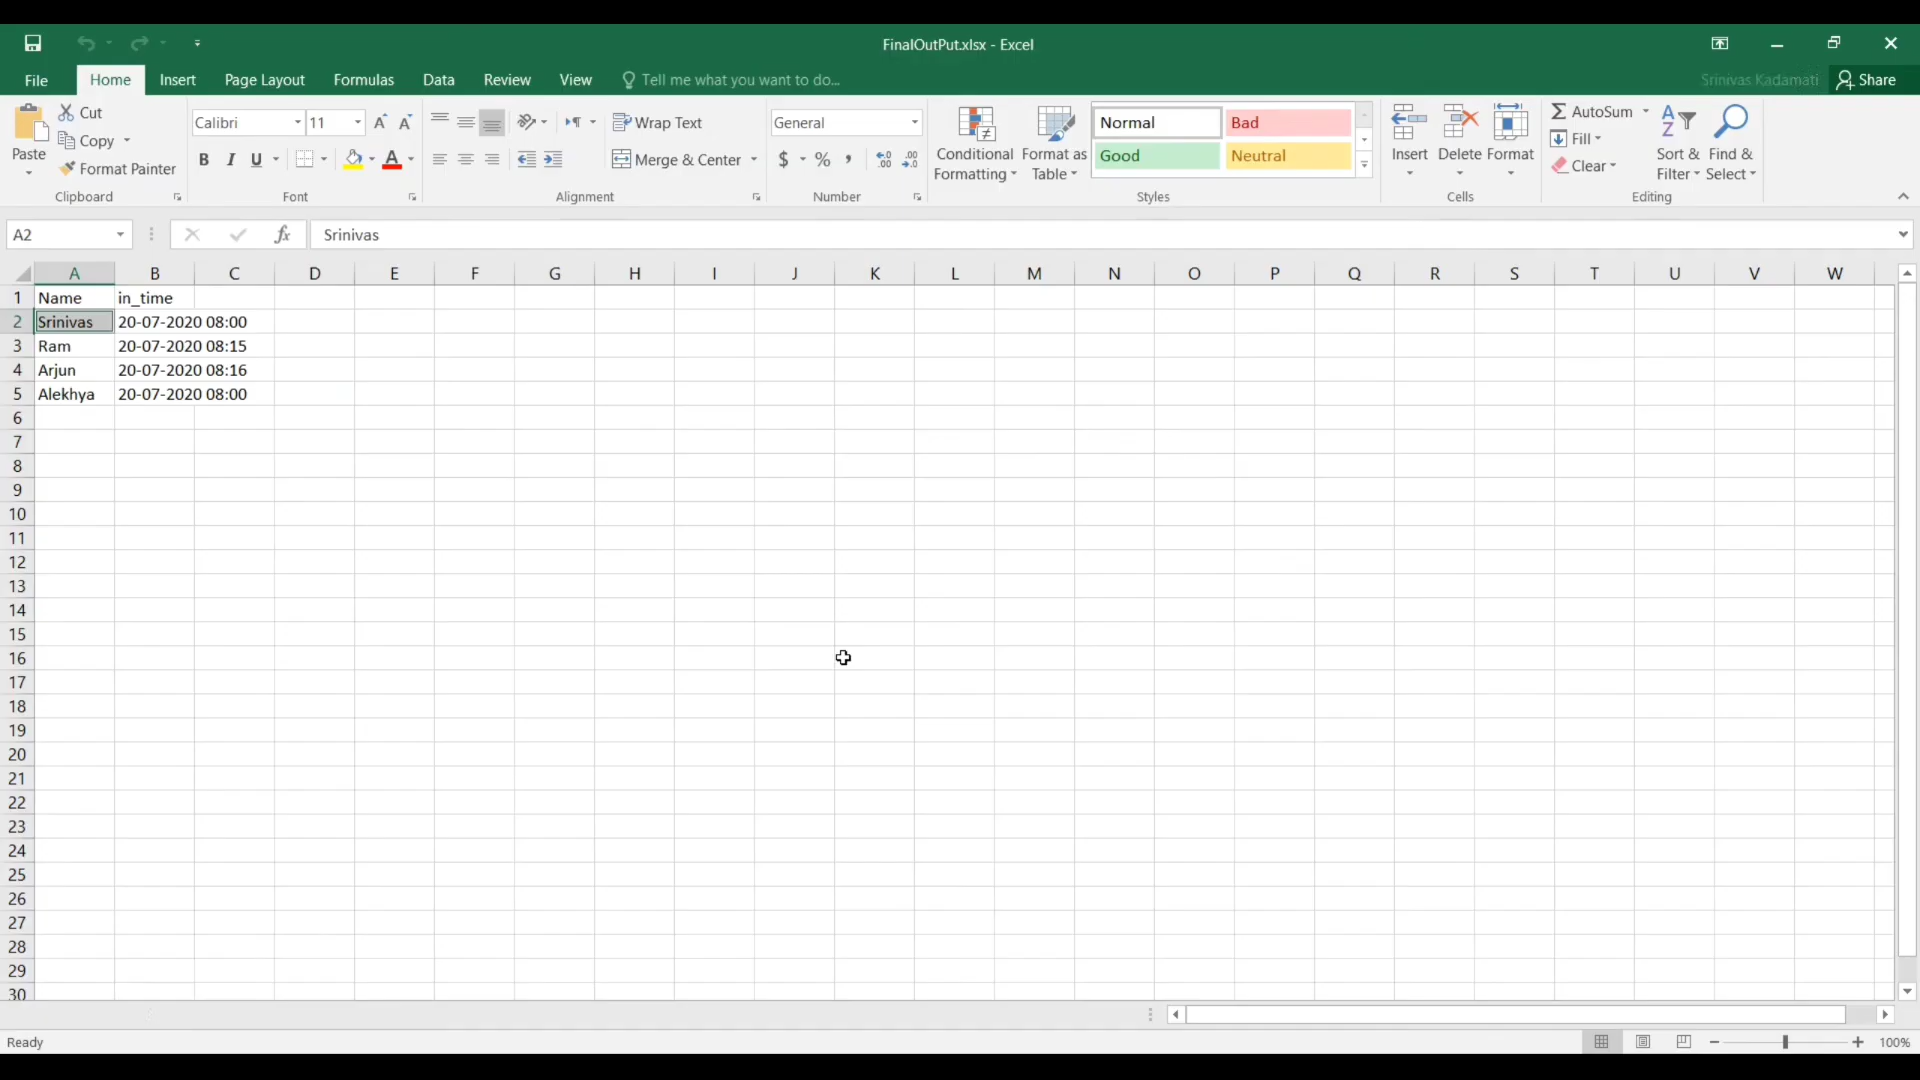 FinalOutPut.xlsx - Excel
File Home Insert Page Layout Formulas Data Review View Tell me what you want to do... Srinivas Kadamati Share
Paste Cut Copy Format Painter Clipboard
Calibri 11 B I U A Font
Wrap Text Merge & Center Alignment
General $ % , Number
Conditional Formatting Format as Table Normal Bad Good Neutral Styles
Insert Delete Format Cells
AutoSum Fill Clear Sort & Filter Find & Select Editing
A2 fx Srinivas
A B C D E F G H I J K L M N O P Q R S T U V W
1 Name in_time
2 Srinivas 20-07-2020 08:00
3 Ram 20-07-2020 08:15
4 Arjun 20-07-2020 08:16
5 Alekhya 20-07-2020 08:00
6
7
8
9
10
11
12
13
14
15
16
17
18
19
20
21
22
23
24
25
26
27
28
29
30
Ready 100%